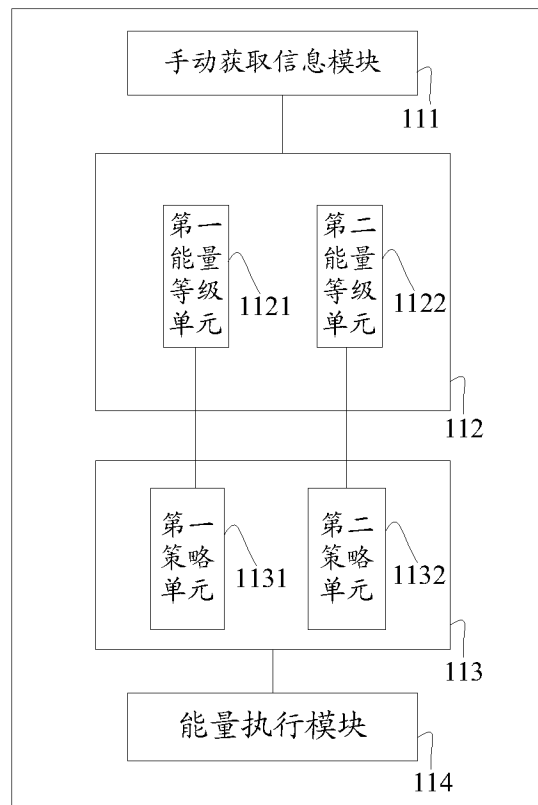 手动获取信息模块
111
第一
能量
等级
单元
1121
第二
能量
等级
单元
1122
112
第一
策略
单元
1131
第二
策略
单元
1132
113
能量执行模块
114